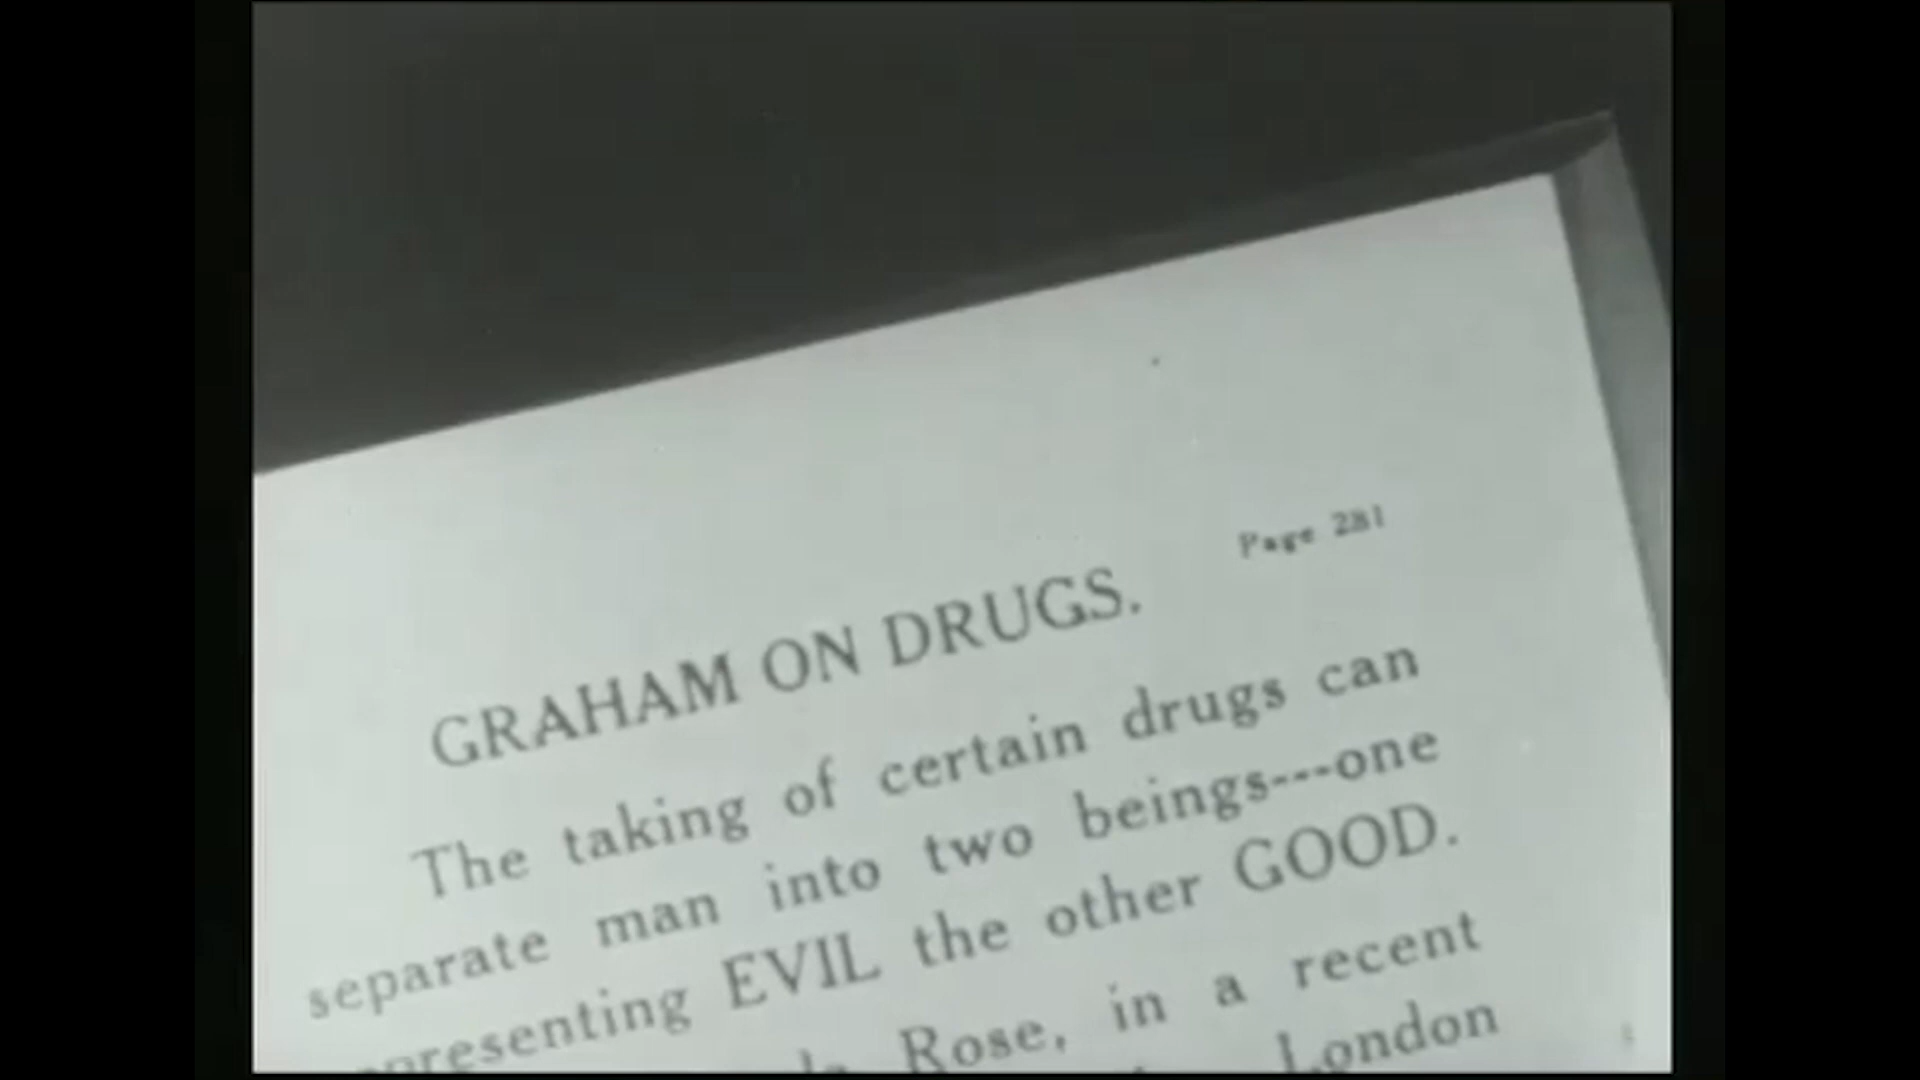 Page 281
GRAHAM ON DRUGS.
The taking of certain drugs can
separate man into two beings---one
representing EVIL the other GOOD.
Rose, in a recent
London